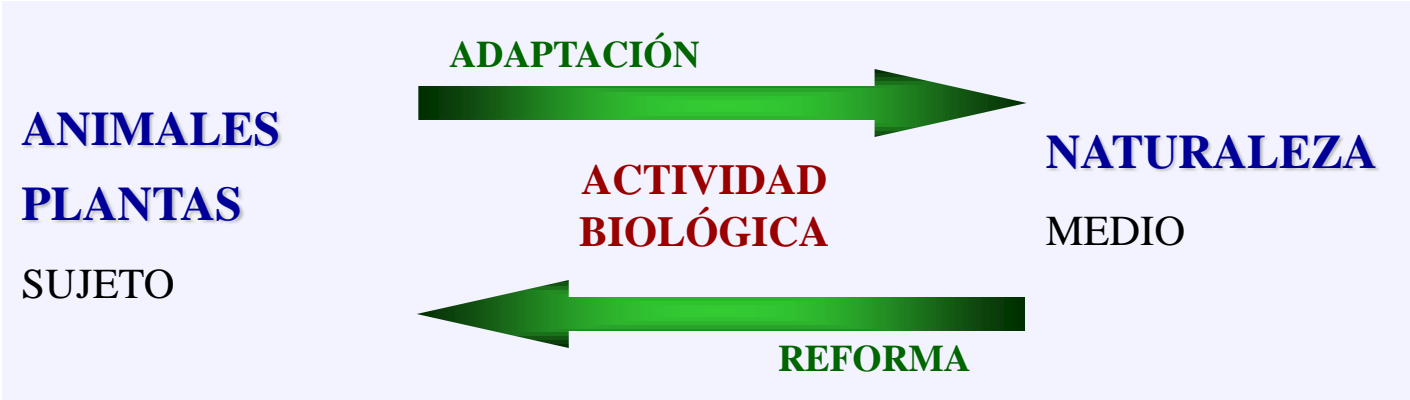 ADAPTACIÓN
ANIMALES
PLANTAS
SUJETO
ACTIVIDAD
BIOLÓGICA
NATURALEZA
MEDIO
REFORMA